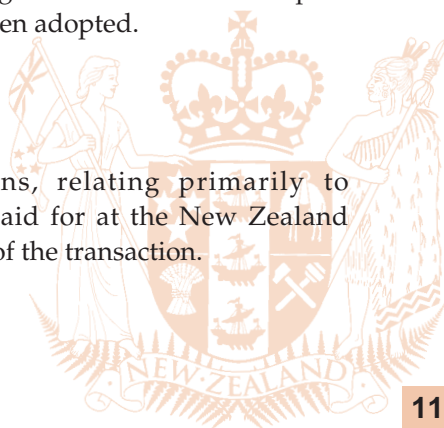 en adopted.
ns, relating primarily to
aid for at the New Zealand
of the transaction.
NEW·ZEALAND
11